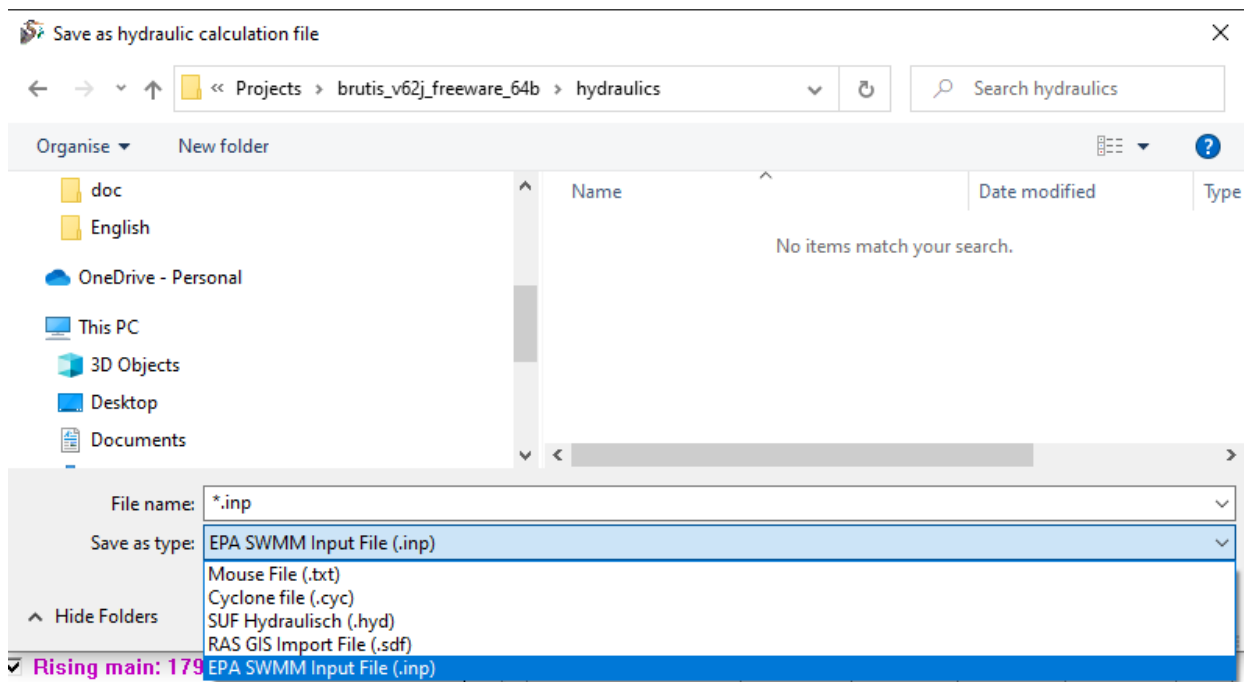 Save as hydraulic calculation file
« Projects › brutis_v62j_freeware_64b › hydraulics
Search hydraulics
Organise
New folder
doc
English
OneDrive - Personal
This PC
3D Objects
Desktop
Documents
Name Date modified Type
No items match your search.
File name: *.inp
Save as type: EPA SWMM Input File (.inp)
Mouse File (.txt)
Cyclone file (.cyc)
SUF Hydraulisch (.hyd)
RAS GIS Import File (.sdf)
EPA SWMM Input File (.inp)
Hide Folders
Rising main: 179